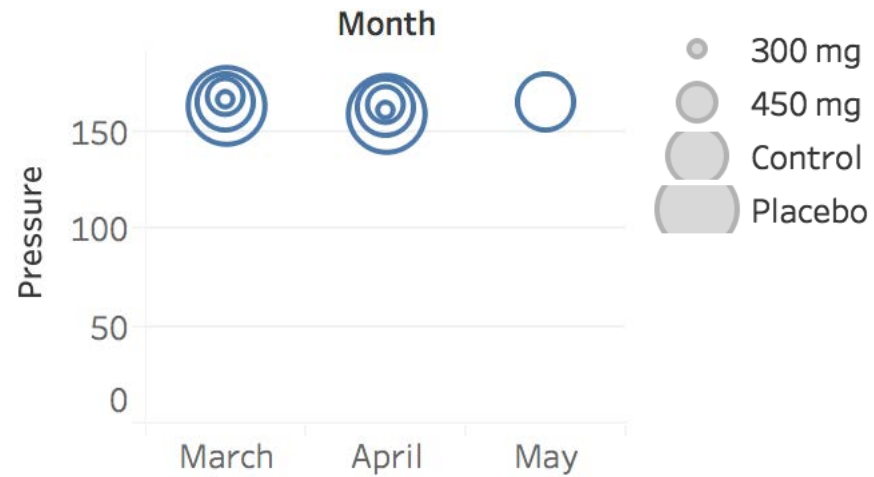 Month
Pressure
150
100
50
0
March
April
May
300 mg
450 mg
Control
Placebo